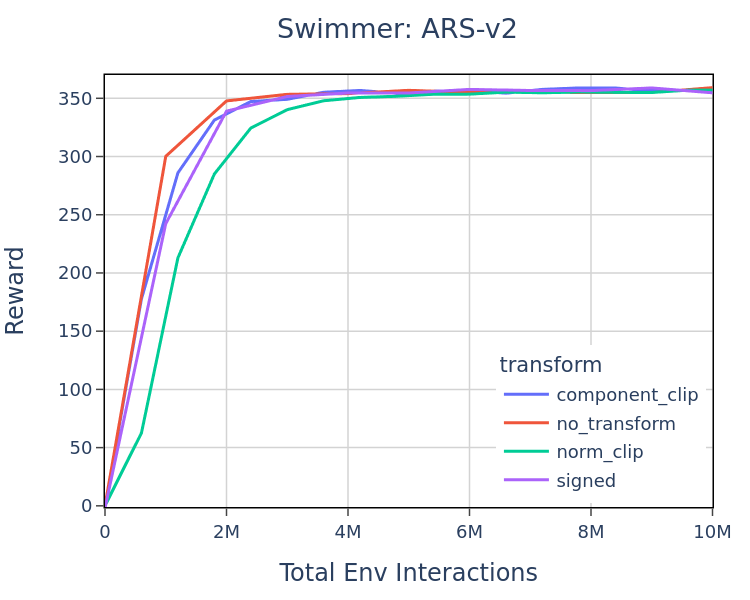 Swimmer: ARS-v2
Reward
350
300
250
200
150
100
50
0
0 2M 4M 6M 8M 10M
Total Env Interactions
transform
component_clip
no_transform
norm_clip
signed